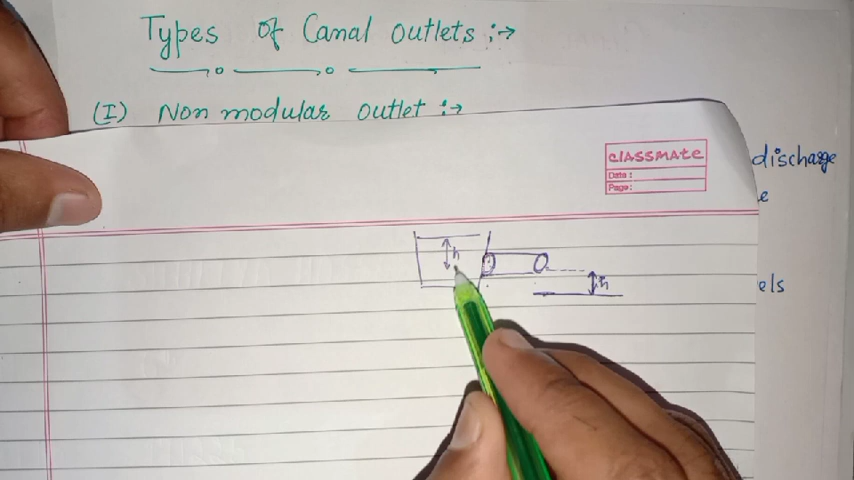 Types of Canal outlets :→
(I) Non modular outlet :→
classmate
discharge
Date :
e
Page :
h
els
h